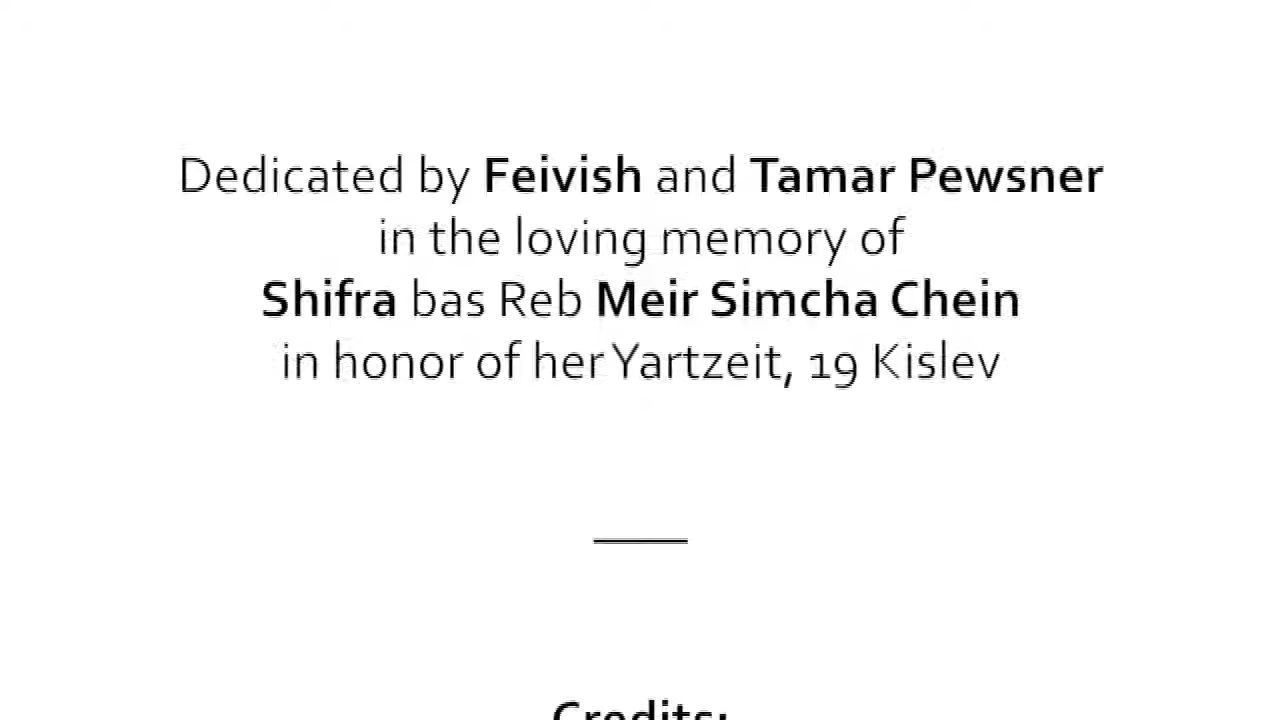 Dedicated by Feivish and Tamar Pewsner
in the loving memory of
Shifra bas Reb Meir Simcha Chein
in honor of her Yartzeit, 19 Kislev
Credits: